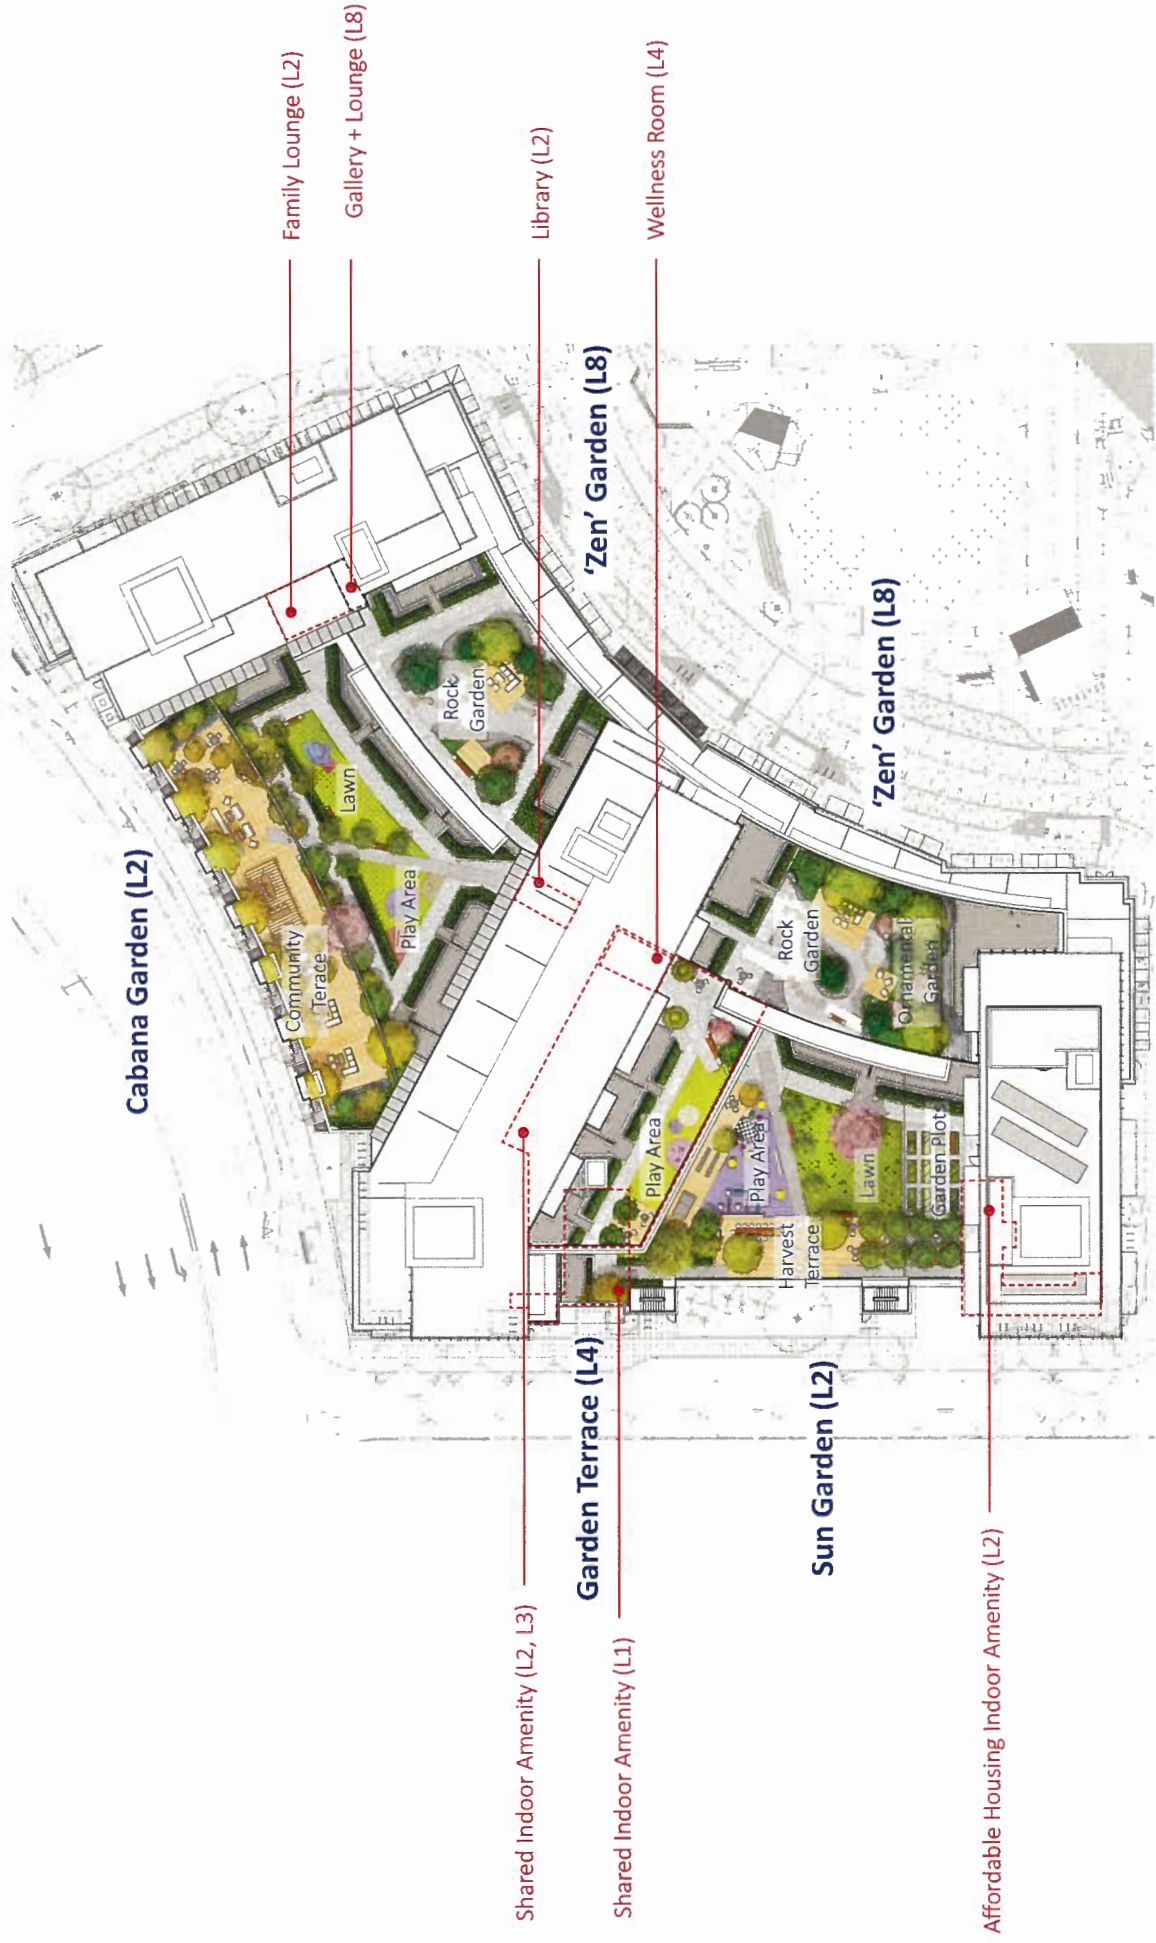 Family Lounge (L2)
Gallery + Lounge (L8)
Library (L2)
Wellness Room (L4)
Cabana Garden (L2)
'Zen' Garden (L8)
'Zen' Garden (L8)
Community
Terace
Lawn
Play Area
Rock
Garden
Rock
Garden
Ornamental
Garden
Play Area
Play Area
Lawn
Garden Plots
Harvest
Terrace
Garden Terrace (L4)
Sun Garden (L2)
Shared Indoor Amenity (L2, L3)
Shared Indoor Amenity (L1)
Affordable Housing Indoor Amenity (L2)